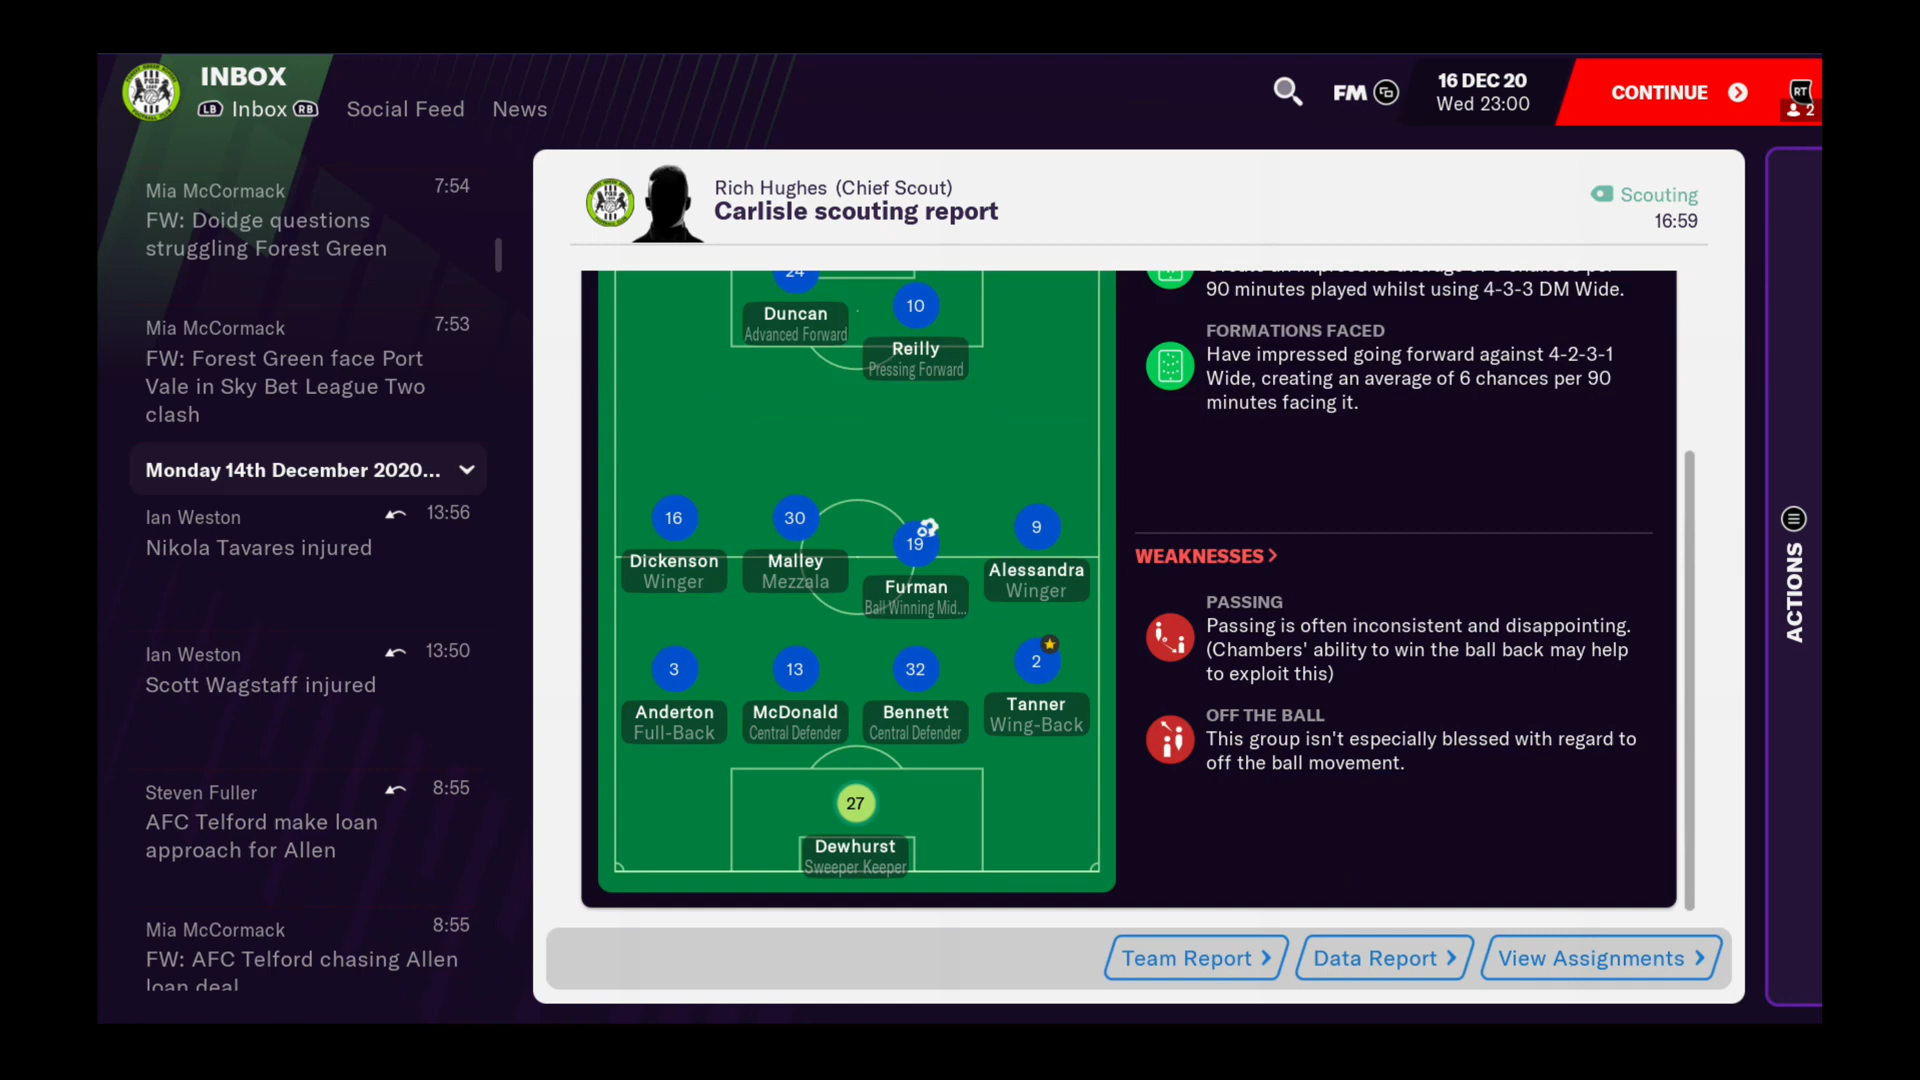 INBOX
LB Inbox RB
Social Feed
News
FM
16 DEC 20
Wed 23:00
CONTINUE
RT
2
Mia McCormack
7:54
FW: Doidge questions
struggling Forest Green
Mia McCormack
7:53
FW: Forest Green face Port
Vale in Sky Bet League Two
clash
Monday 14th December 2020...
Ian Weston
13:56
Nikola Tavares injured
Ian Weston
13:50
Scott Wagstaff injured
Steven Fuller
8:55
AFC Telford make loan
approach for Allen
Mia McCormack
8:55
FW: AFC Telford chasing Allen
loan deal
Rich Hughes (Chief Scout)
Carlisle scouting report
Scouting
16:59
24
Duncan
Advanced Forward
10
Reilly
Pressing Forward
16
Dickenson
Winger
30
Malley
Mezzala
19
Furman
Ball Winning Mid...
9
Alessandra
Winger
3
Anderton
Full-Back
13
McDonald
Central Defender
32
Bennett
Central Defender
2
Tanner
Wing-Back
27
Dewhurst
Sweeper Keeper
90 minutes played whilst using 4-3-3 DM Wide.
FORMATIONS FACED
Have impressed going forward against 4-2-3-1
Wide, creating an average of 6 chances per 90
minutes facing it.
WEAKNESSES
PASSING
Passing is often inconsistent and disappointing.
(Chambers' ability to win the ball back may help
to exploit this)
OFF THE BALL
This group isn't especially blessed with regard to
off the ball movement.
ACTIONS
Team Report
Data Report
View Assignments